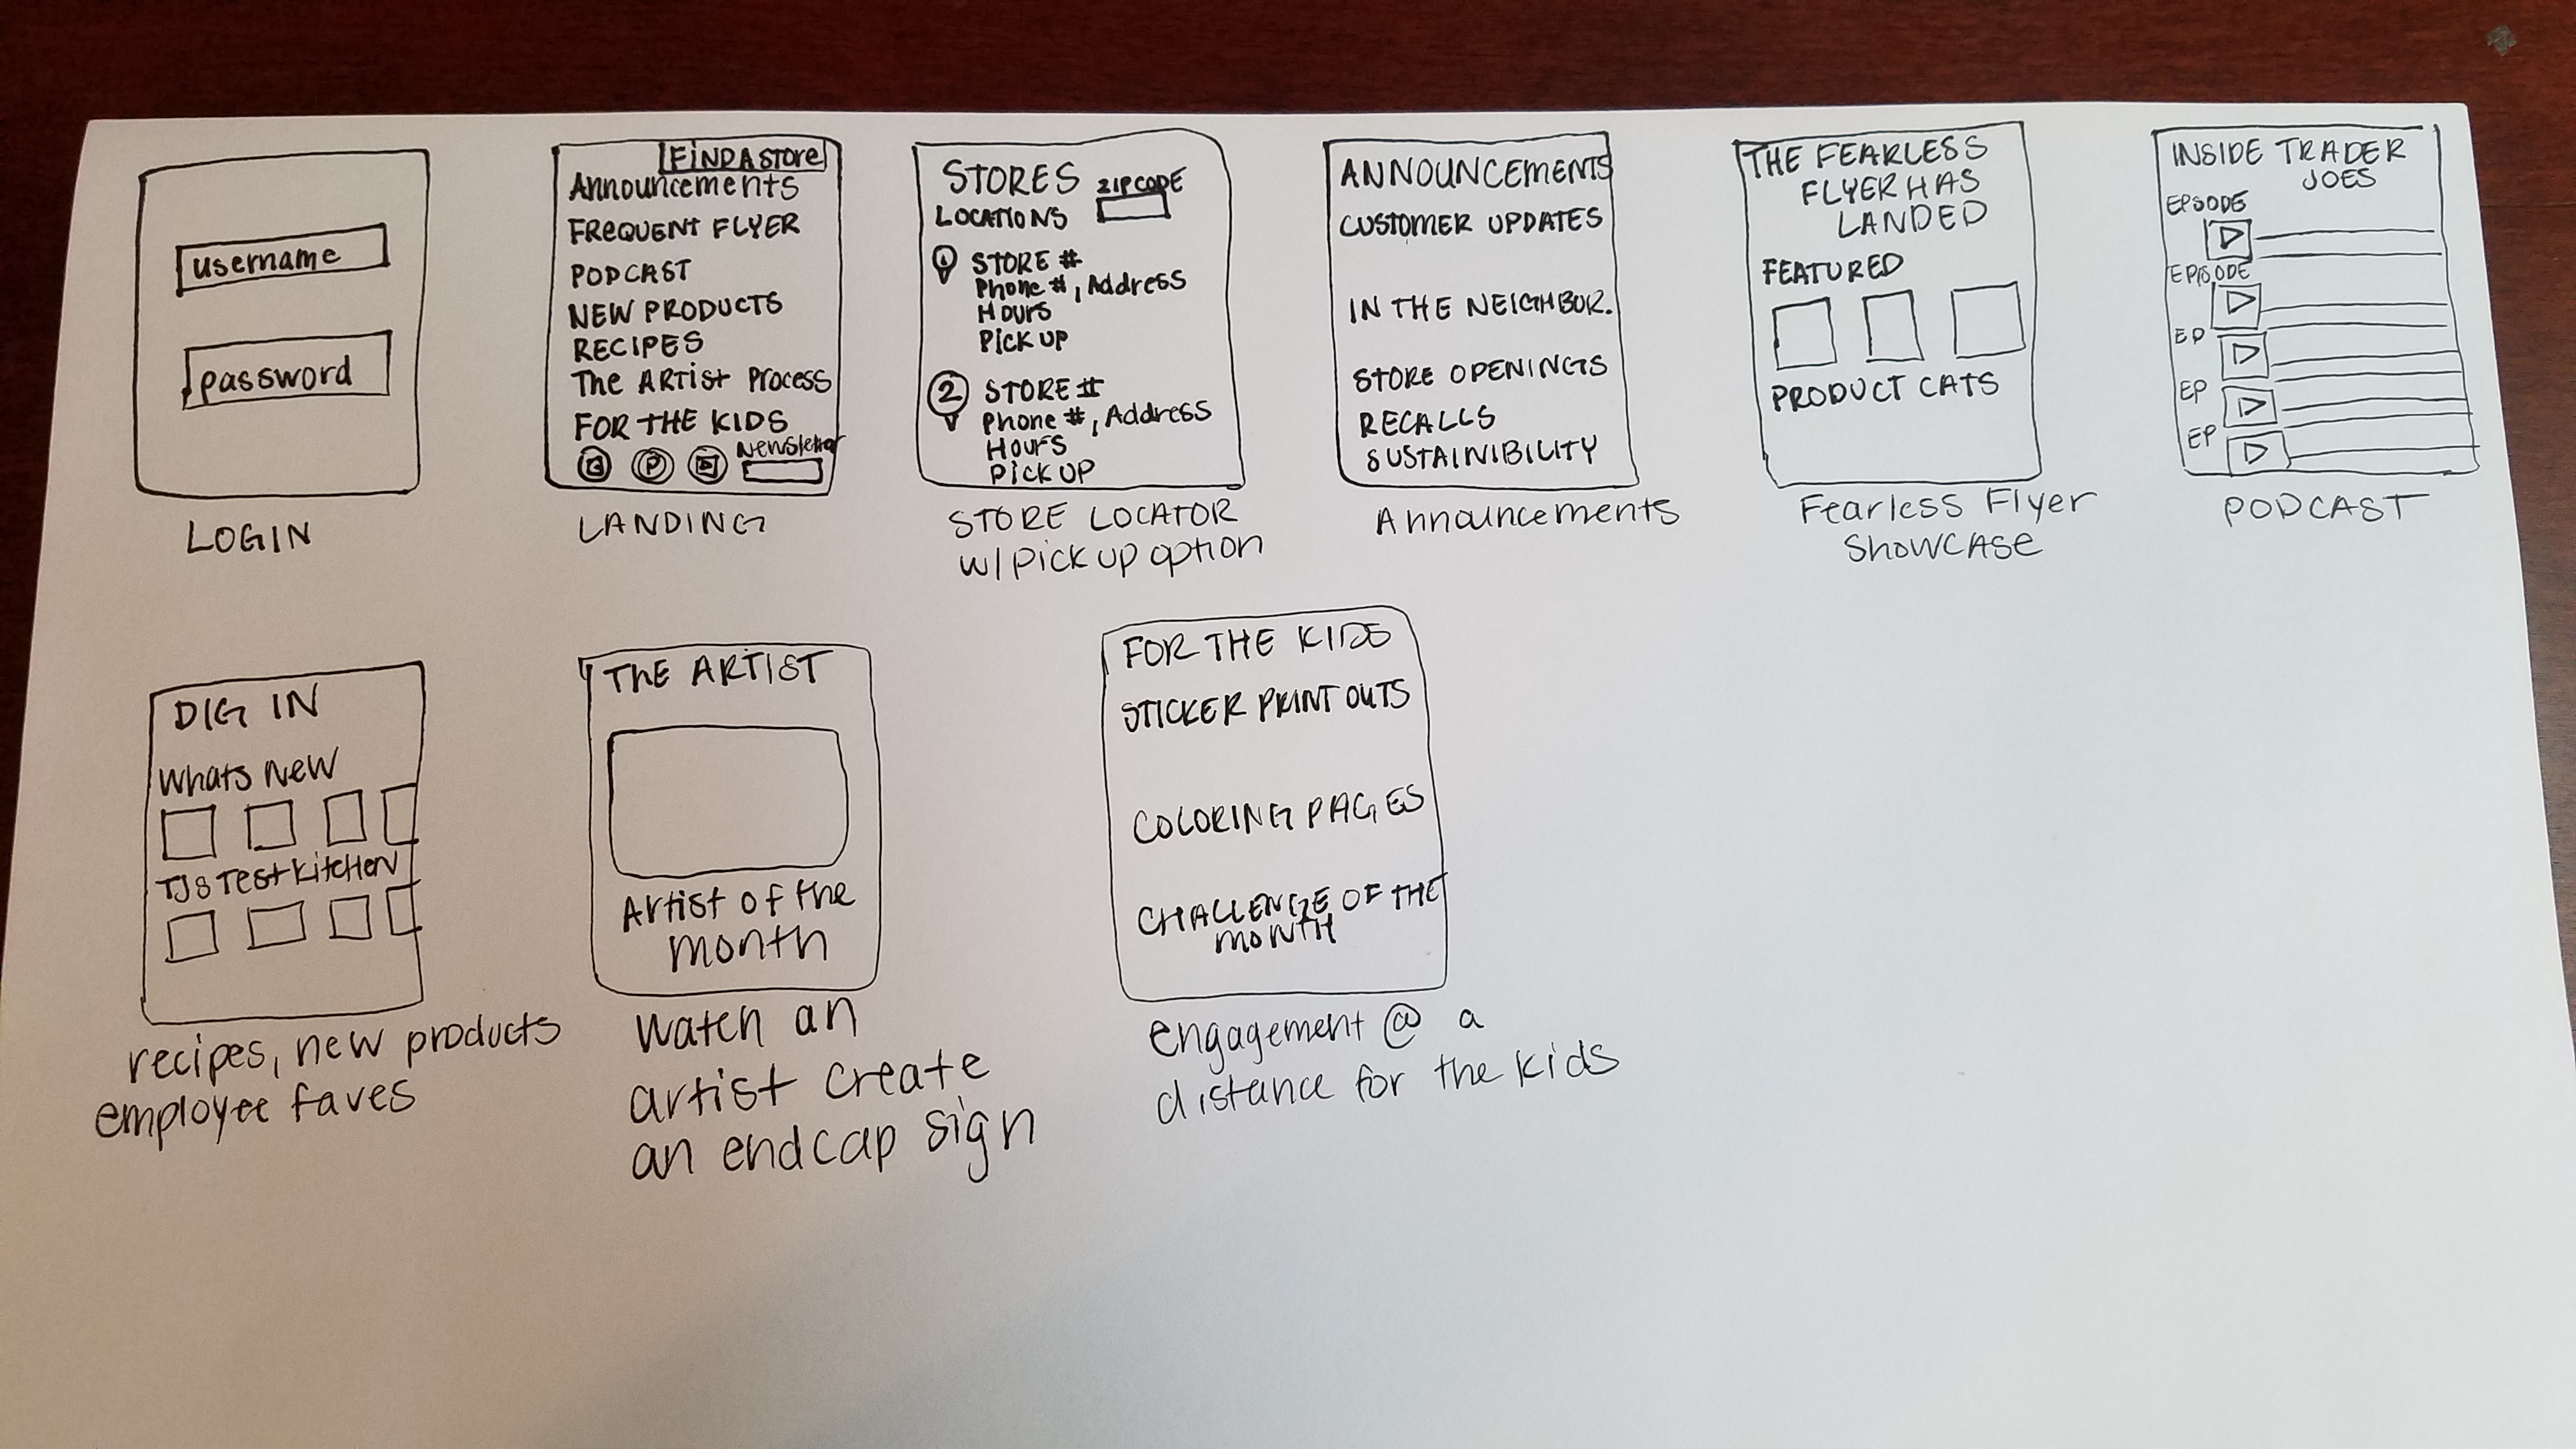 username
password
LOGIN
FIND A STORE
Announcements
FREQUENT FLYER
PODCAST
NEW PRODUCTS
RECIPES
The ARTist Process
FOR THE KIDS
Newsletter
P
LANDING
STORES
ZIPCODE
LOCATIONS
1 STORE #
Phone #, Address
Hours
PICK UP
2 STORE #
Phone #, Address
HOURS
PICK UP
STORE LOCATOR
w/ pick up option
ANNOUNCEMENTS
CUSTOMER UPDATES
IN THE NEIGHBOR.
STORE OPENINGS
RECALLS
SUSTAINIBILITY
Announcements
THE FEARLESS
FLYER HAS
LANDED
FEATURED
PRODUCT CATS
Fearless Flyer
Showcase
INSIDE TRADER
JOES
EPSODE
EPISODE
EP
EP
EP
PODCAST
DIG IN
Whats New
TJs Test Kitchen
recipes, new products
employee faves
THE ARTIST
Artist of the
month
Watch an
artist create
an endcap sign
FOR THE KIDS
STICKER PRINT OUTS
COLORING PAGES
CHALLENGE OF THE
MONTH
engagement @ a
distance for the kids